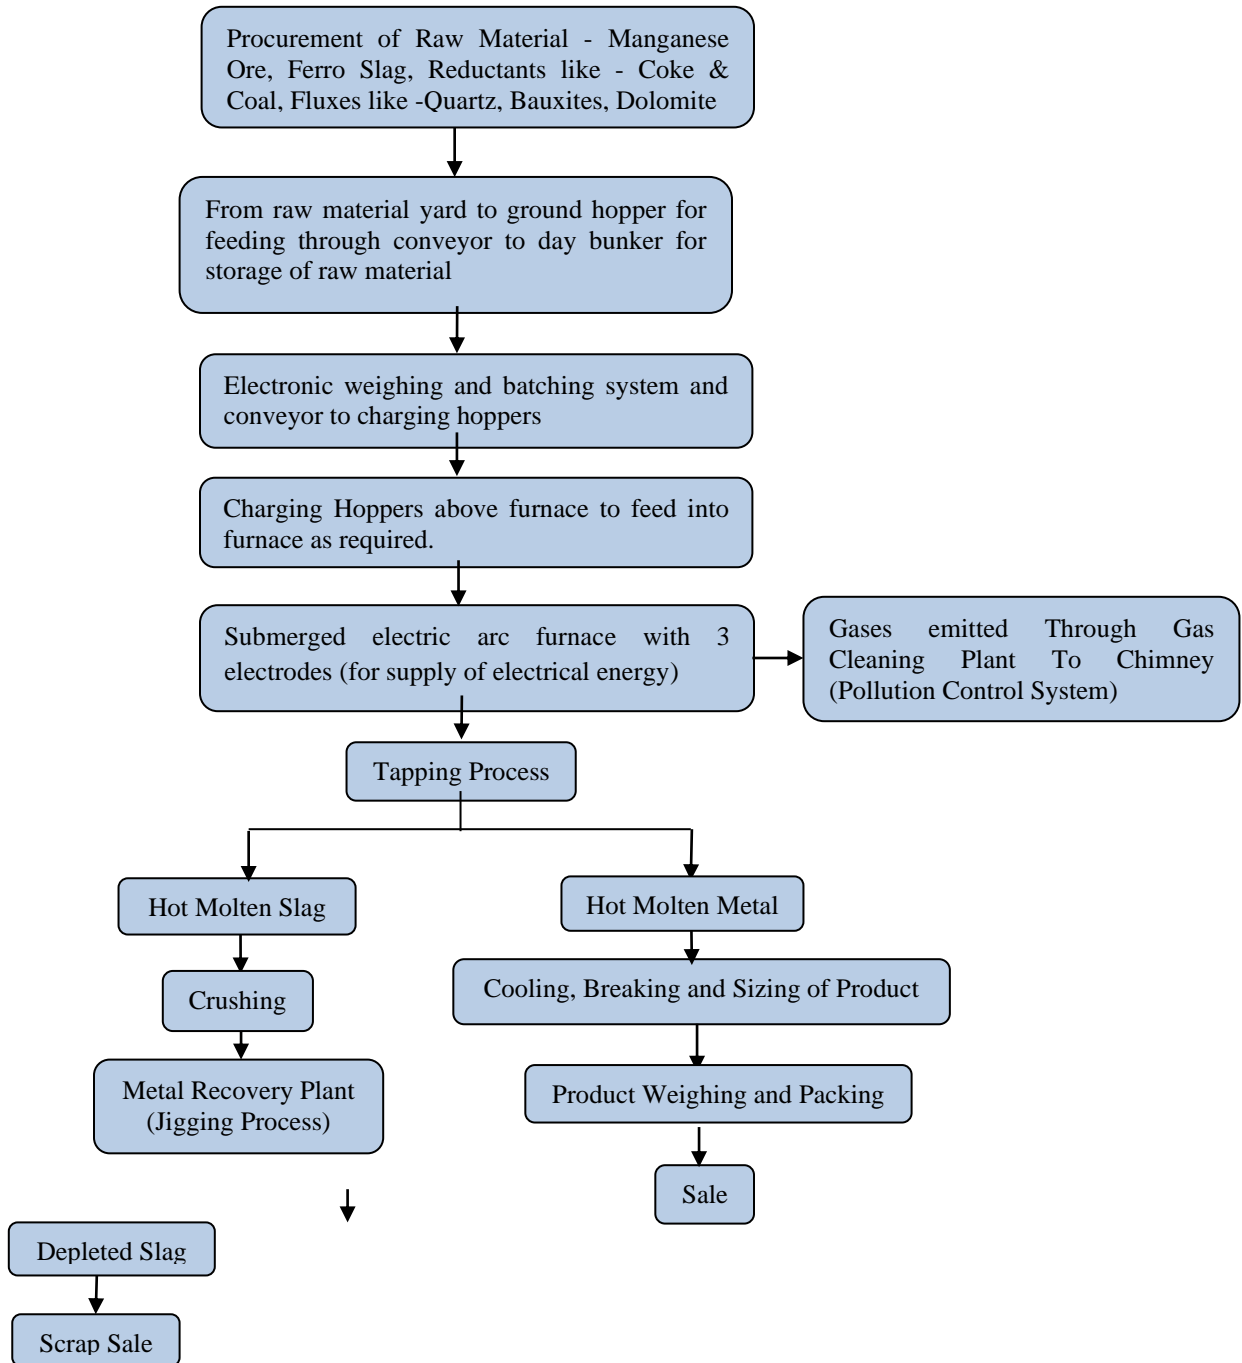 Procurement of Raw Material - Manganese
Ore, Ferro Slag, Reductants like - Coke &
Coal, Fluxes like -Quartz, Bauxites, Dolomite
From raw material yard to ground hopper for
feeding through conveyor to day bunker for
storage of raw material
Electronic weighing and batching system and
conveyor to charging hoppers
Charging Hoppers above furnace to feed into
furnace as required.
Submerged electric arc furnace with 3
electrodes (for supply of electrical energy)
Gases emitted Through Gas
Cleaning Plant To Chimney
(Pollution Control System)
Tapping Process
Hot Molten Slag
Hot Molten Metal
Crushing
Cooling, Breaking and Sizing of Product
Metal Recovery Plant
(Jigging Process)
Product Weighing and Packing
Sale
Depleted Slag
Scrap Sale